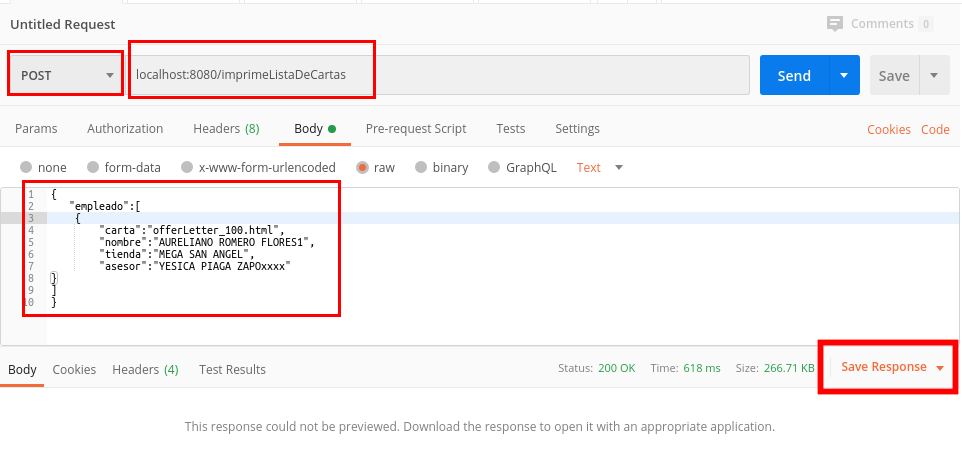 Untitled Request
Comments 0
POST localhost:8080/imprimeListaDeCartas Send Save
Params Authorization Headers (8) Body Pre-request Script Tests Settings Cookies Code
none form-data x-www-form-urlencoded raw binary GraphQL Text
1 {
2 "empleado":[
3 {
4 "carta":"offerLetter_100.html",
5 "nombre":"AURELIANO ROMERO FLORES1",
6 "tienda":"MEGA SAN ANGEL",
7 "asesor":"YESICA PIAGA ZAPOxxxx"
8 }
9 ]
10 }
Body Cookies Headers (4) Test Results Status: 200 OK Time: 618 ms Size: 266.71 KB Save Response
This response could not be previewed. Download the response to open it with an appropriate application.